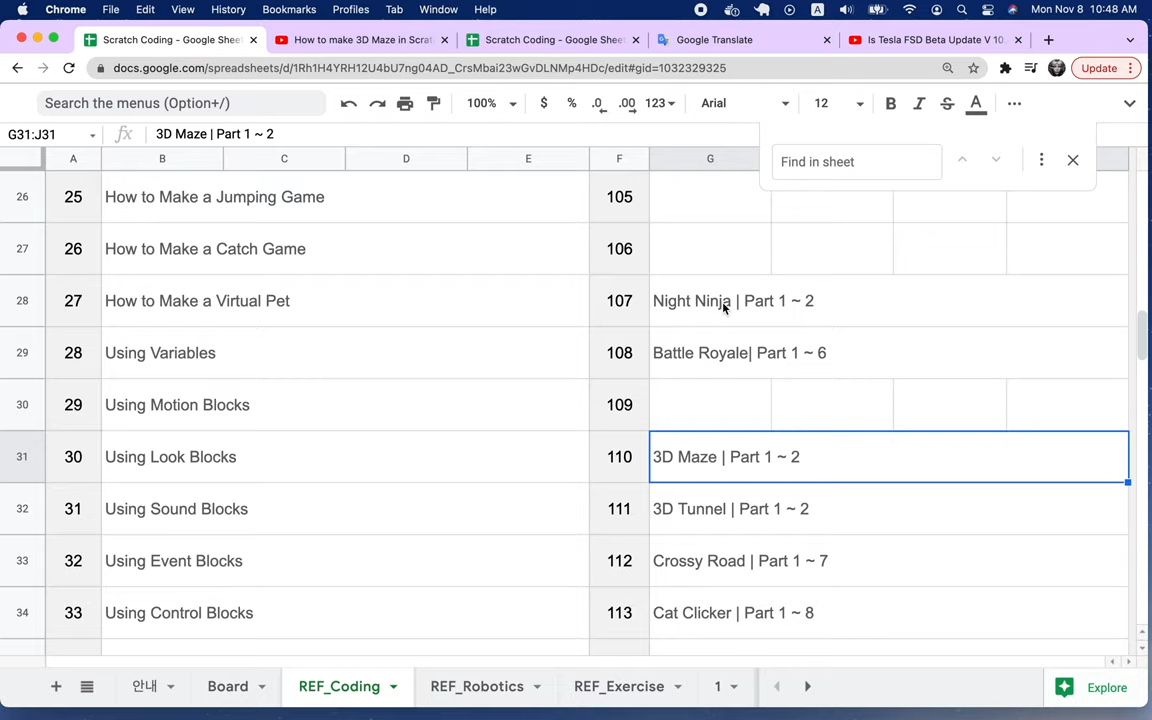 Chrome File Edit View History Bookmarks Profiles Tab Window Help A Mon Nov 8 10:48 AM
Scratch Coding - Google Sheet × How to make 3D Maze in Scrat × Scratch Coding - Google Sheet × Google Translate × Is Tesla FSD Beta Update V 10. × +
docs.google.com/spreadsheets/d/1Rh1H4YRH12U4bU7ng04AD_CrsMbai23wGvDLNMp4HDc/edit#gid=1032329325 Update
Search the menus (Option+/) 100% $ % .0 .00 123 Arial 12 B I S A
G31:J31 fx 3D Maze | Part 1 ~ 2
Find in sheet
A B C D E F G
26 25 How to Make a Jumping Game 105
27 26 How to Make a Catch Game 106
28 27 How to Make a Virtual Pet 107 Night Ninja | Part 1 ~ 2
29 28 Using Variables 108 Battle Royale| Part 1 ~ 6
30 29 Using Motion Blocks 109
31 30 Using Look Blocks 110 3D Maze | Part 1 ~ 2
32 31 Using Sound Blocks 111 3D Tunnel | Part 1 ~ 2
33 32 Using Event Blocks 112 Crossy Road | Part 1 ~ 7
34 33 Using Control Blocks 113 Cat Clicker | Part 1 ~ 8
+ 안내 Board REF_Coding REF_Robotics REF_Exercise 1 Explore